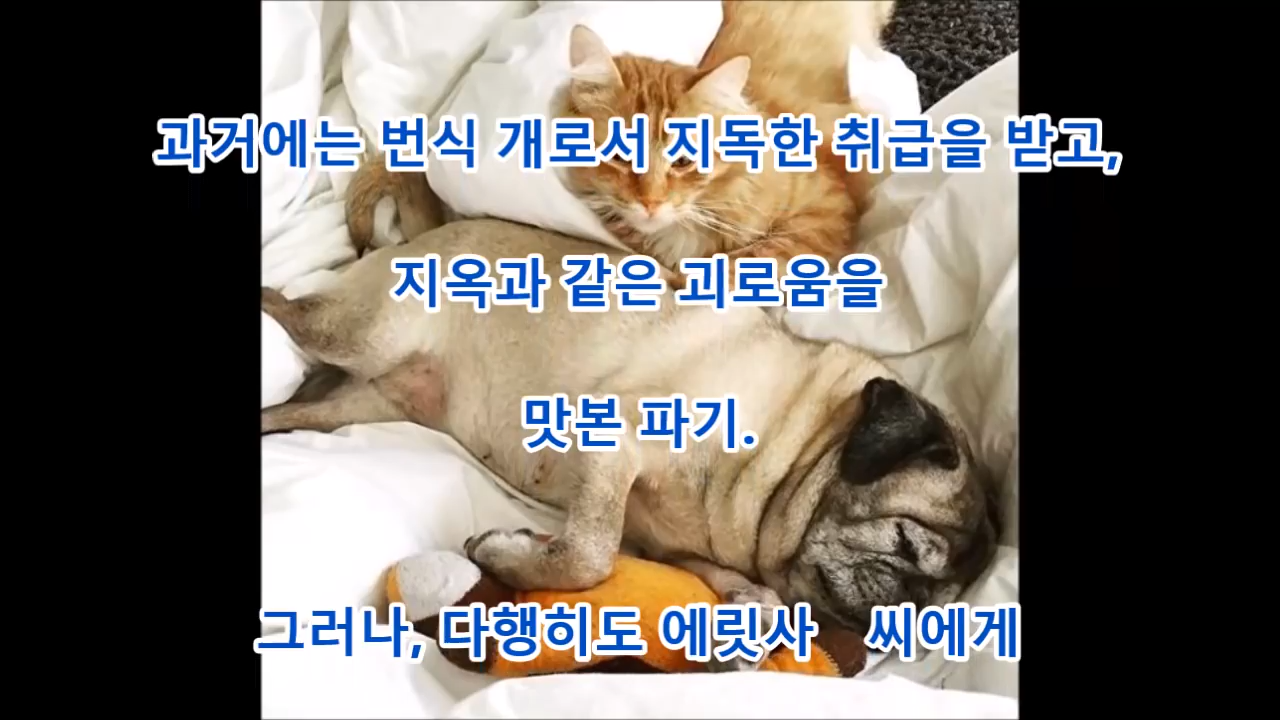 과거에는 번식 개로서 지독한 취급을 받고,
지옥과 같은 괴로움을
맛본 파기.
그러나, 다행히도 에릿사 씨에게